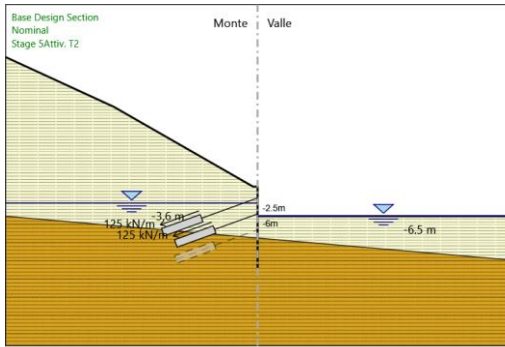 Base Design Section
Nominal
Stage 5Attiv. T2
Monte
Valle
-2.5m
-3.6 m
125 kN/m
-6m
125 kN/m
-6.5 m